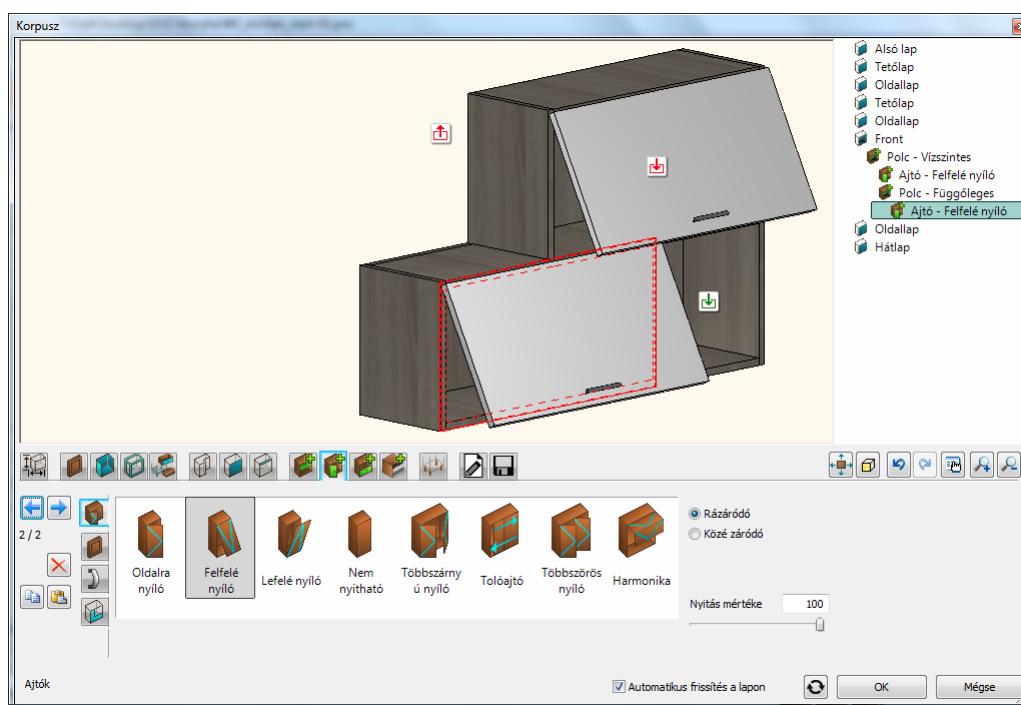 Korpusz
Alsó lap
Tetőlap
Oldallap
Tetőlap
Oldallap
Front
Polc - Vízszintes
Ajtó - Felfelé nyíló
Polc - Függőleges
Ajtó - Felfelé nyíló
Oldallap
Hátlap
2 / 2
Oldalra
nyíló
Felfelé
nyíló
Lefelé nyíló
Nem
nyitható
Többszárny
ú nyíló
Tolóajtó
Többszörös
nyíló
Harmonika
Rázáródó
Közé záródó
Nyitás mértéke 100
Ajtók
Automatikus frissítés a lapon
OK
Mégse